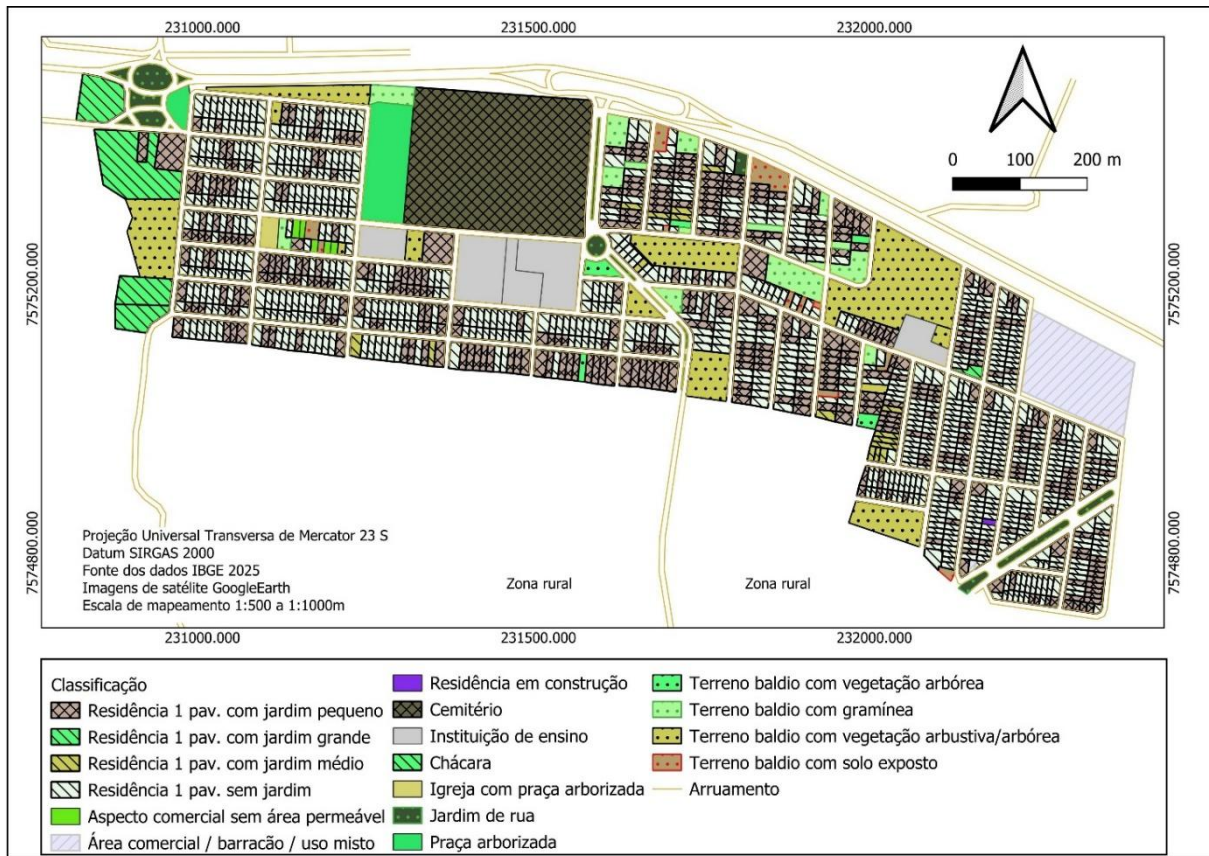 231000.000 231500.000 232000.000
0 100 200 m
7575200.000
7575200.000
7574800.000
7574800.000
Projeção Universal Transversa de Mercator 23 S
Datum SIRGAS 2000
Fonte dos dados IBGE 2025
Imagens de satélite GoogleEarth
Escala de mapeamento 1:500 a 1:1000m
Zona rural
Zona rural
231000.000 231500.000 232000.000
Classificação
Residência 1 pav. com jardim pequeno
Residência 1 pav. com jardim grande
Residência 1 pav. com jardim médio
Residência 1 pav. sem jardim
Aspecto comercial sem área permeável
Área comercial / barracão / uso misto
Residência em construção
Cemitério
Instituição de ensino
Chácara
Igreja com praça arborizada
Jardim de rua
Praça arborizada
Terreno baldio com vegetação arbórea
Terreno baldio com gramínea
Terreno baldio com vegetação arbustiva/arbórea
Terreno baldio com solo exposto
Arruamento